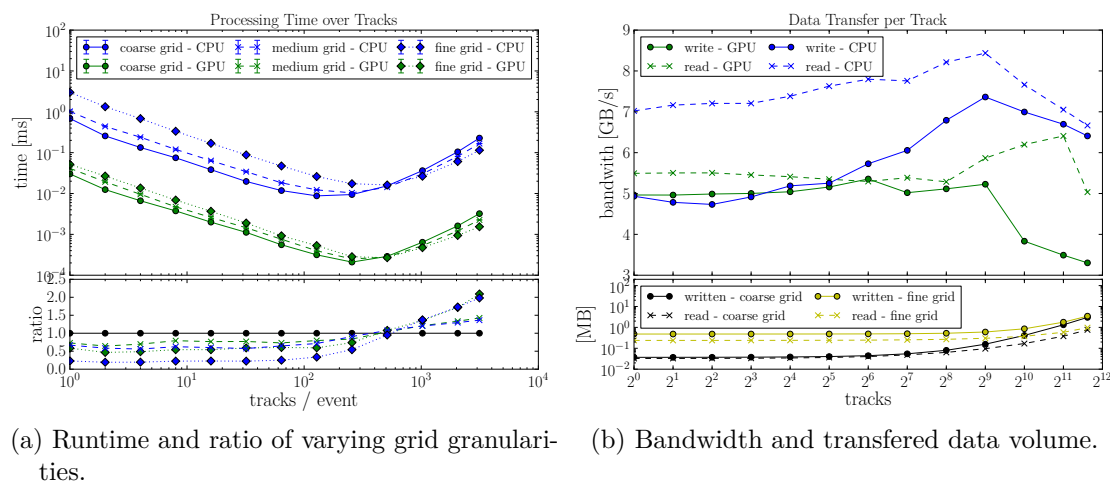 Processing Time over Tracks
10^2
10^1
10^0
10^-1
10^-2
10^-3
10^-4
time [ms]
coarse grid - CPU
coarse grid - GPU
medium grid - CPU
medium grid - GPU
fine grid - CPU
fine grid - GPU
2.5
2.0
1.5
1.0
0.5
0.0
ratio
10^0 10^1 10^2 10^3 10^4
tracks / event
(a) Runtime and ratio of varying grid granulari-
ties.
Data Transfer per Track
9
8
7
6
5
4
3
bandwith [GB/s]
write - GPU
read - GPU
write - CPU
read - CPU
10^2
10^1
10^0
10^-1
10^-2
[MB]
written - coarse grid
read - coarse grid
written - fine grid
read - fine grid
2^0 2^1 2^2 2^3 2^4 2^5 2^6 2^7 2^8 2^9 2^10 2^11 2^12
tracks
(b) Bandwidth and transfered data volume.